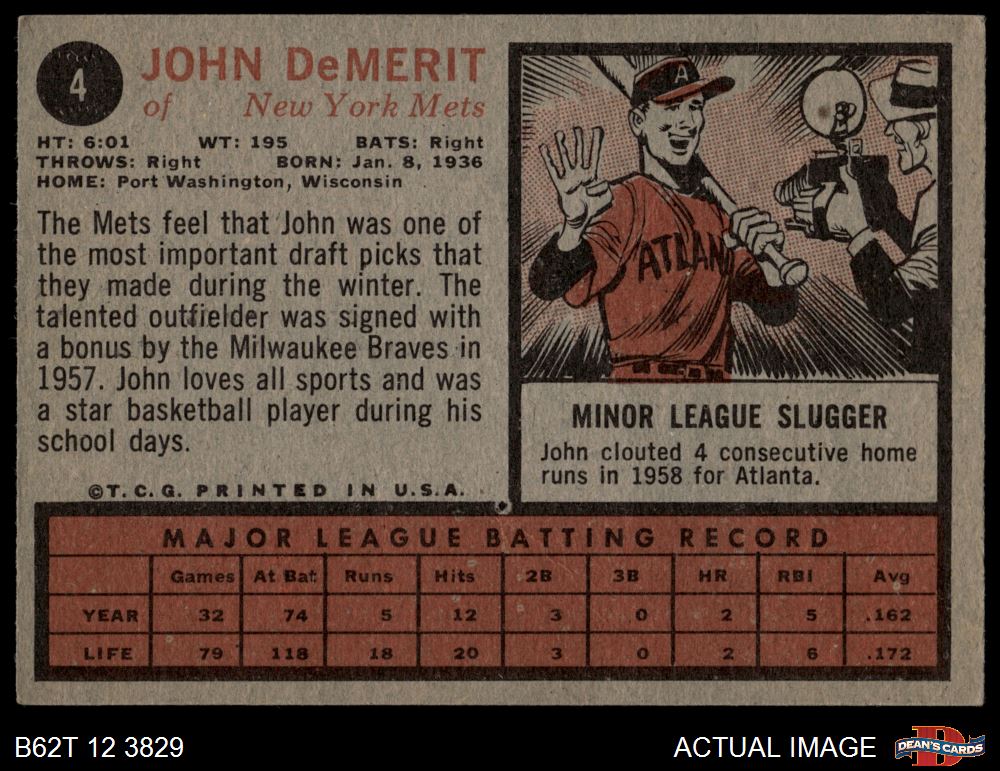 4
JOHN DeMERIT
of New York Mets
HT: 6:01 WT: 195 BATS: Right
THROWS: Right BORN: Jan. 8, 1936
HOME: Port Washington, Wisconsin
The Mets feel that John was one of
the most important draft picks that
they made during the winter. The
talented outfielder was signed with
a bonus by the Milwaukee Braves in
1957. John loves all sports and was
a star basketball player during his
school days.
©T.C.G. PRINTED IN U.S.A.
A
ATLAN
MINOR LEAGUE SLUGGER
John clouted 4 consecutive home
runs in 1958 for Atlanta.
MAJOR LEAGUE BATTING RECORD
Games At Bat Runs Hits 2B 3B HR RBI Avg
YEAR 32 74 5 12 3 0 2 5 .162
LIFE 79 118 18 20 3 0 2 6 .172
B62T 12 3829
ACTUAL IMAGE
D
DEAN'S CARDS